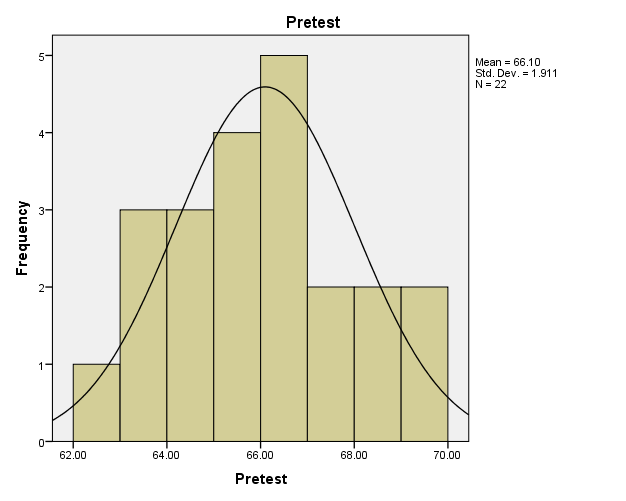 Pretest
Mean = 66.10
Std. Dev. = 1.911
N = 22
Frequency
5
4
3
2
1
0
62.00 64.00 66.00 68.00 70.00
Pretest